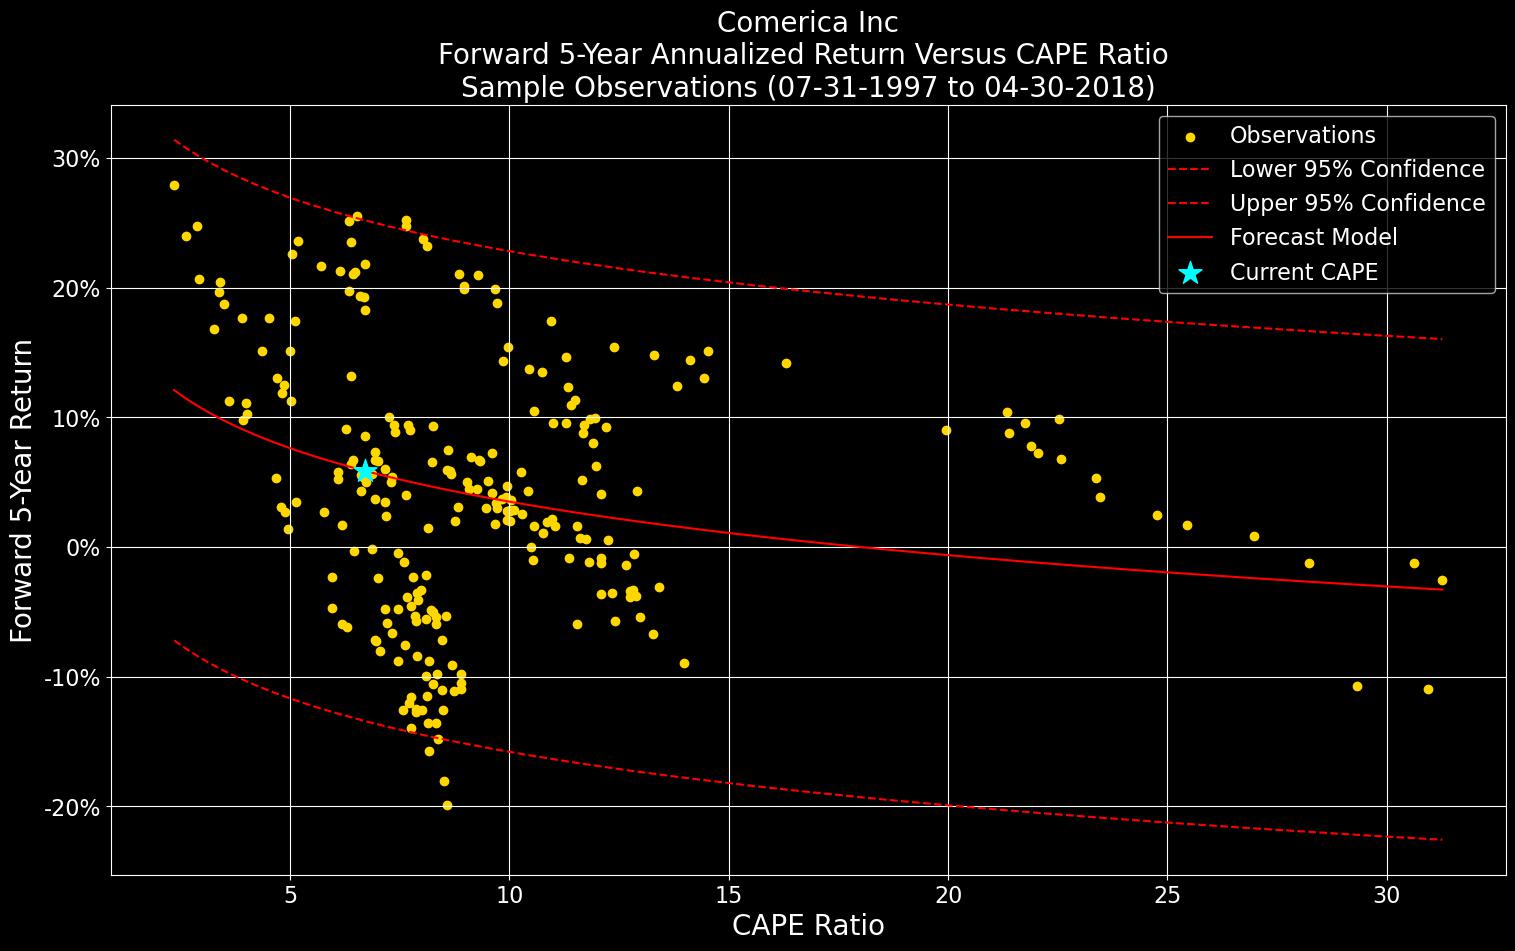 Comerica Inc
Forward 5-Year Annualized Return Versus CAPE Ratio
Sample Observations (07-31-1997 to 04-30-2018)
Observations
Lower 95% Confidence
Upper 95% Confidence
Forecast Model
Current CAPE
Forward 5-Year Return
30%
20%
10%
0%
-10%
-20%
5 10 15 20 25 30
CAPE Ratio